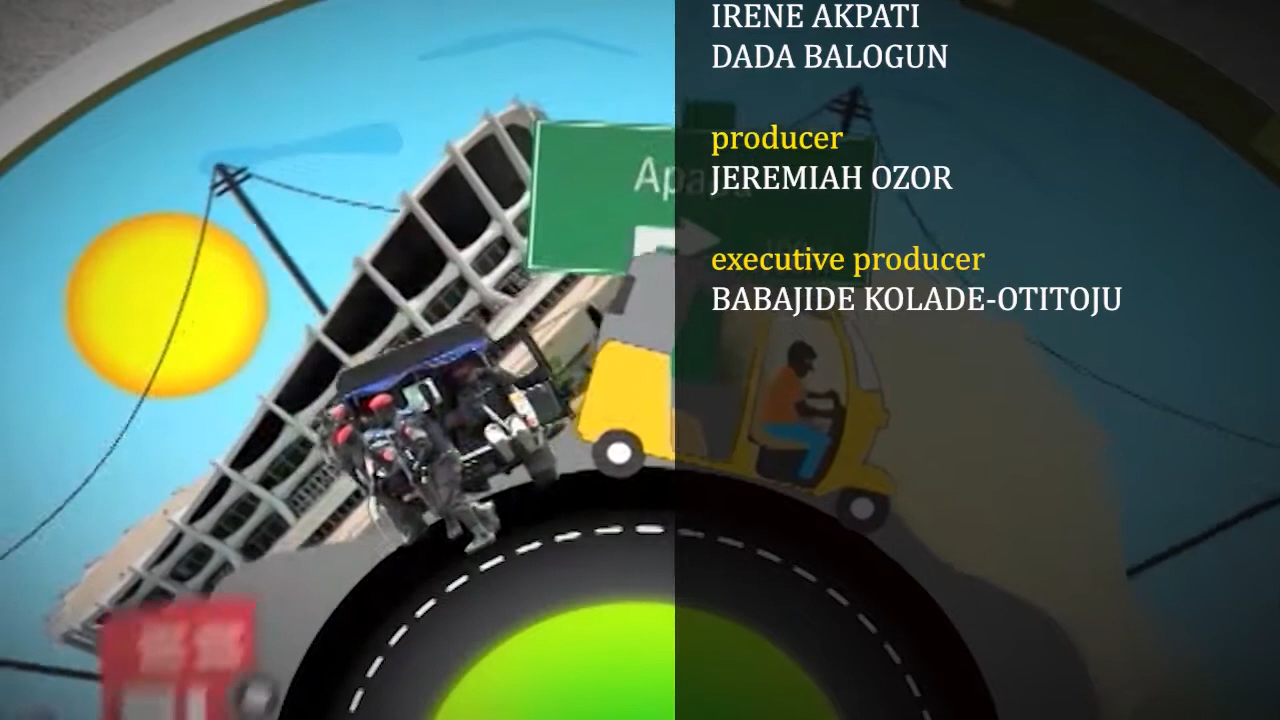 IRENE AKPATI
DADA BALOGUN
producer
JEREMIAH OZOR
executive producer
BABAJIDE KOLADE-OTITOJU